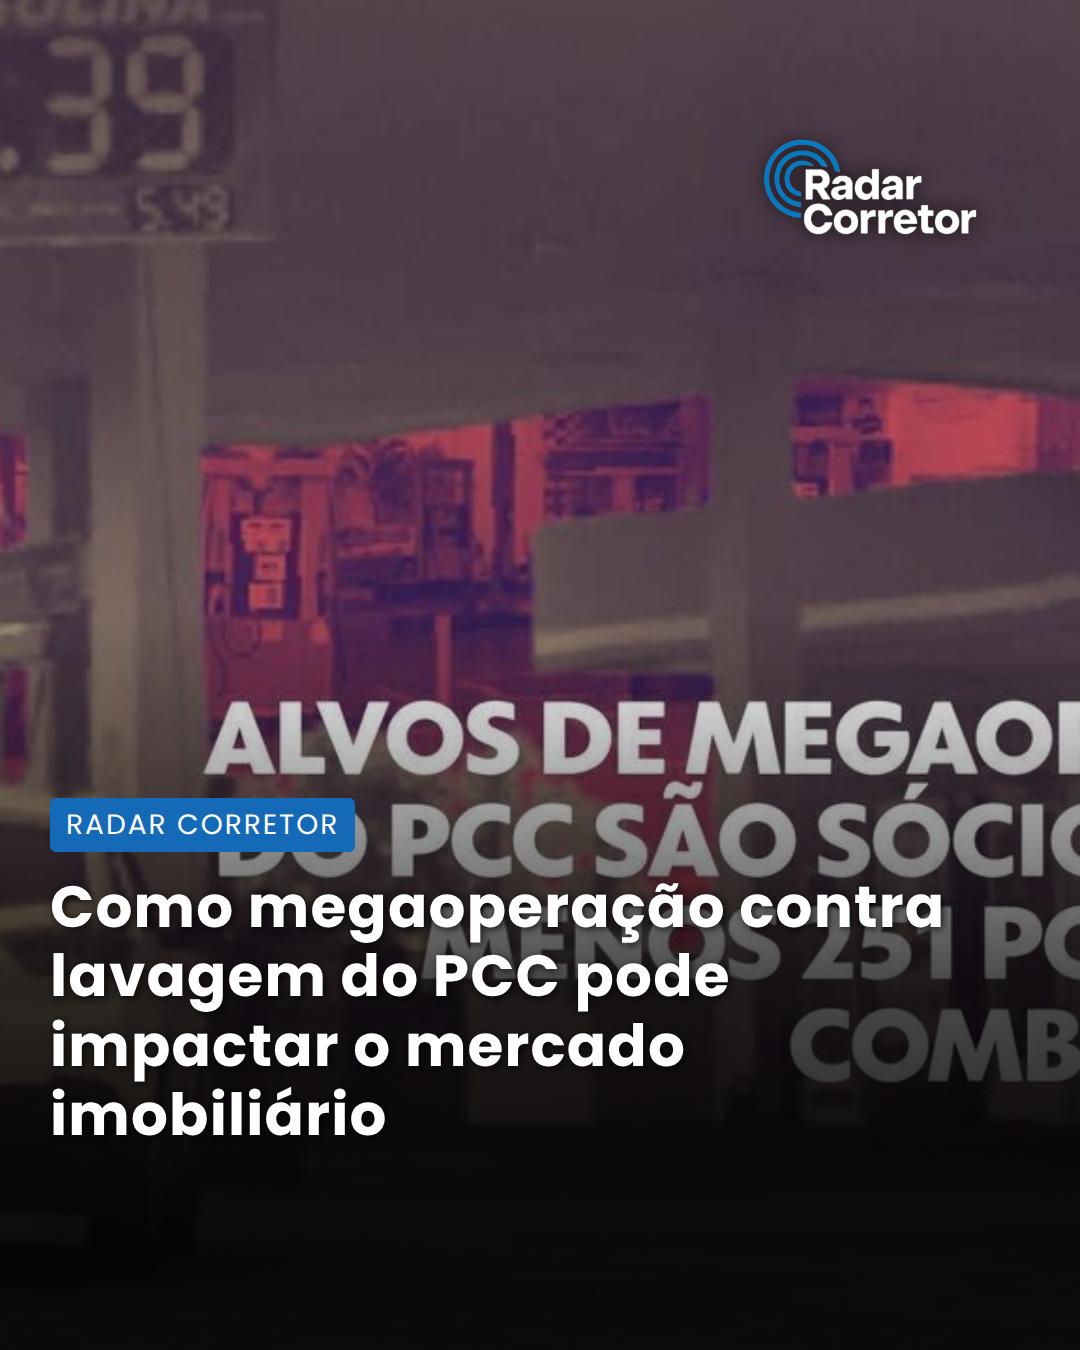 .39
5.49
Radar
Corretor
ALVOS DE MEGAO
DO PCC SÃO SÓCI
RADAR CORRETOR
Como megaoperação contra
MENOS 251
lavagem do PCC pode
impactar o mercado
COMB
imobiliário